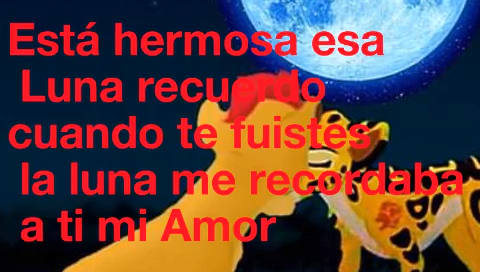 Está hermosa esa
Luna recuerdo
cuando te fuistes
la luna me recordaba
a ti mi Amor